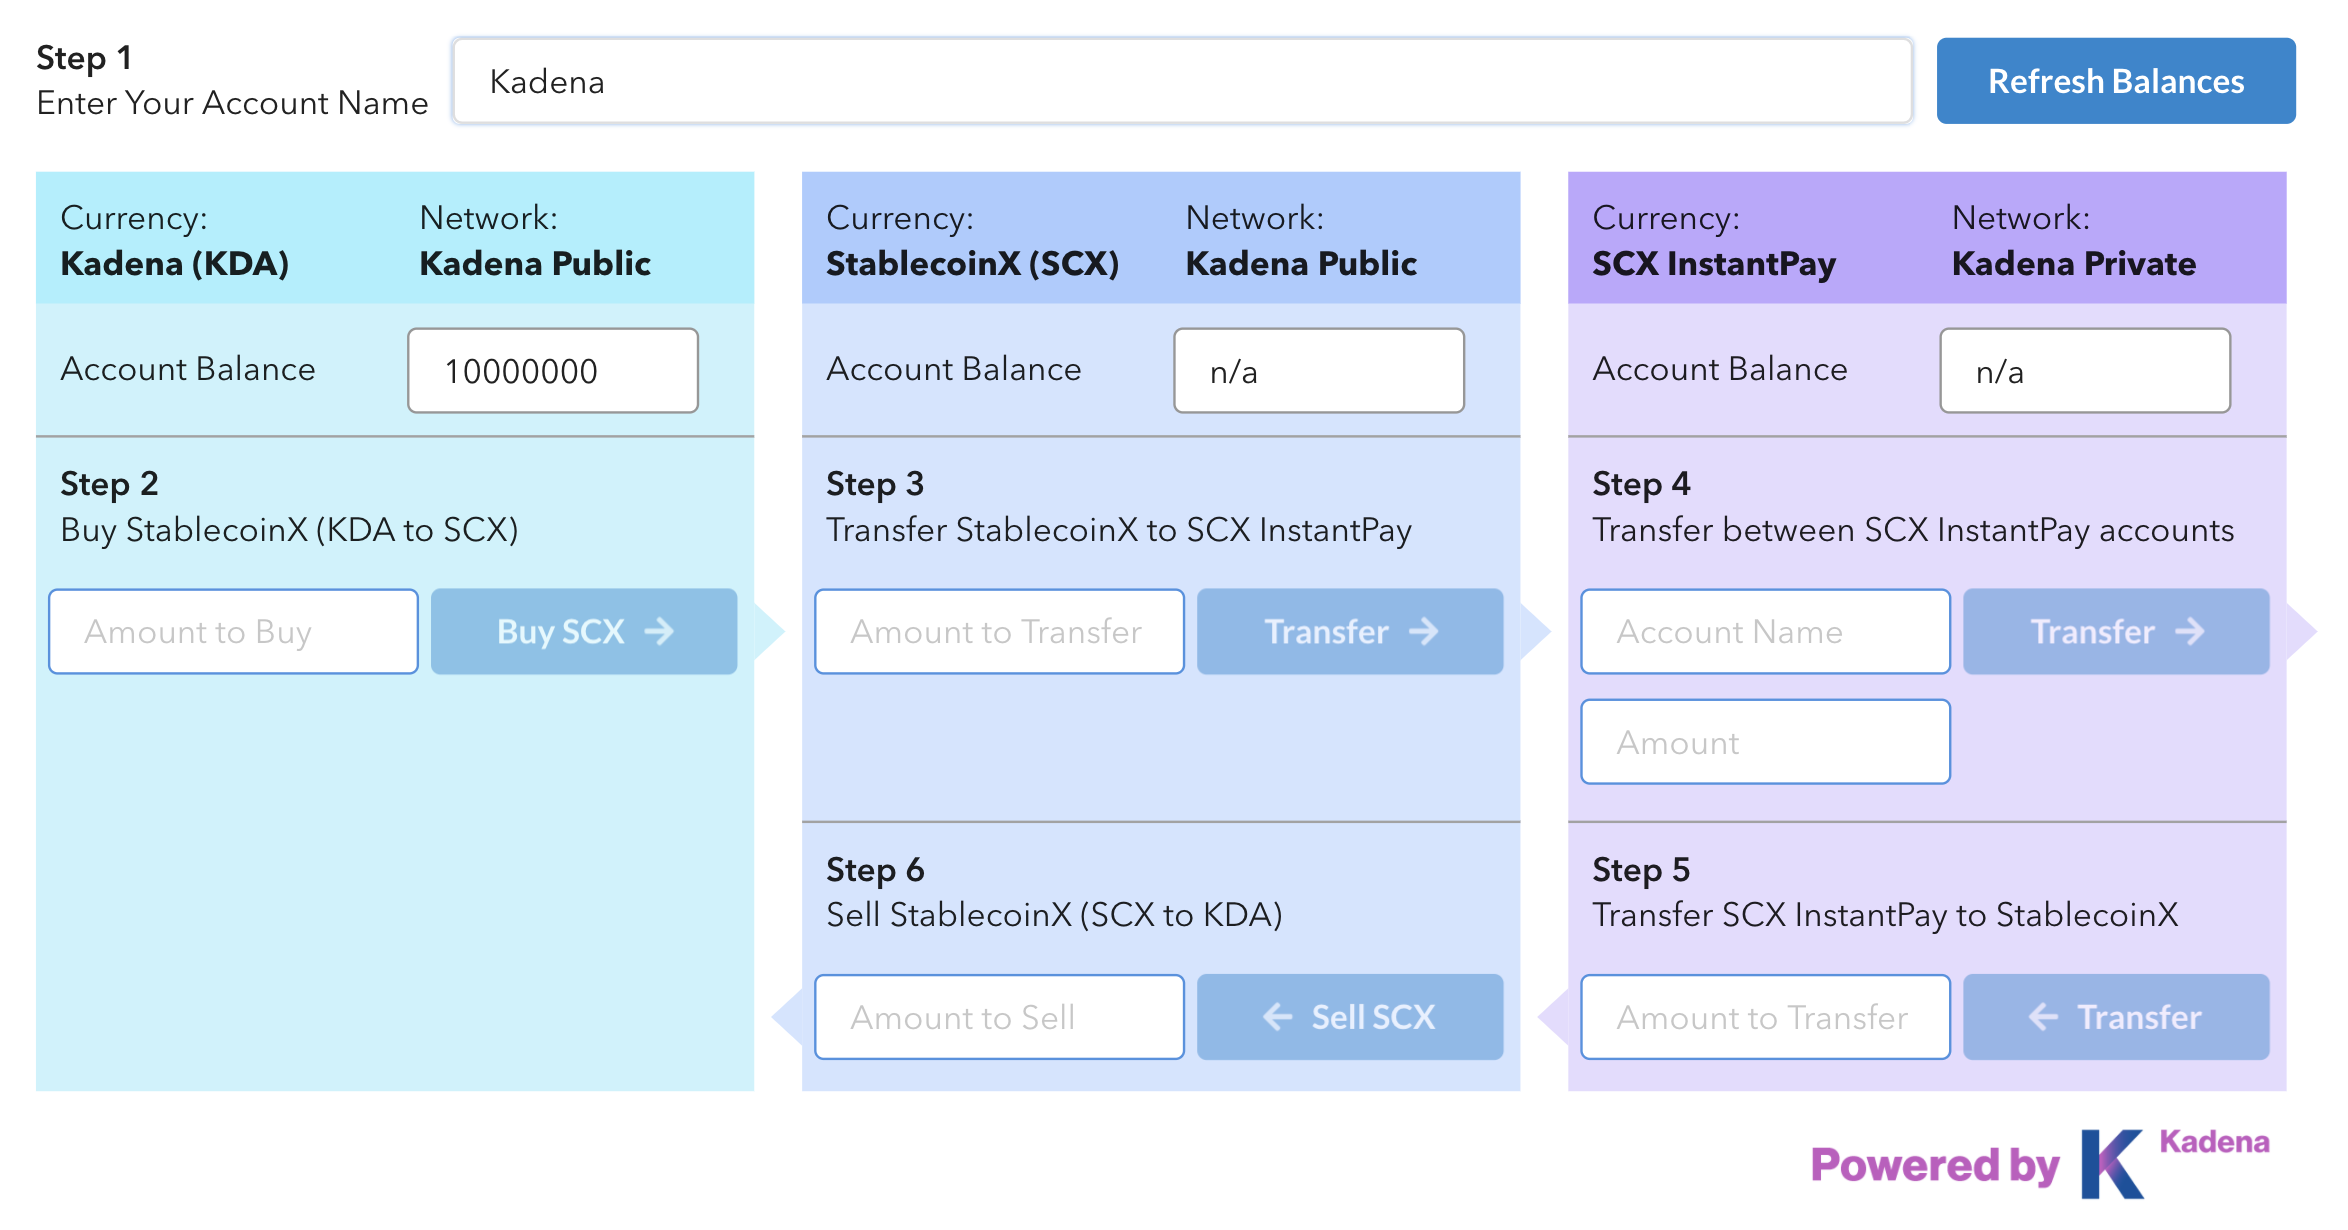 Step 1
Enter Your Account Name
Kadena
Refresh Balances
Currency:
Kadena (KDA)
Network:
Kadena Public
Account Balance
10000000
Step 2
Buy StablecoinX (KDA to SCX)
Amount to Buy
Buy SCX →
Currency:
StablecoinX (SCX)
Network:
Kadena Public
Account Balance
n/a
Step 3
Transfer StablecoinX to SCX InstantPay
Amount to Transfer
Transfer →
Step 6
Sell StablecoinX (SCX to KDA)
Amount to Sell
← Sell SCX
Currency:
SCX InstantPay
Network:
Kadena Private
Account Balance
n/a
Step 4
Transfer between SCX InstantPay accounts
Account Name
Transfer →
Amount
Step 5
Transfer SCX InstantPay to StablecoinX
Amount to Transfer
← Transfer
Powered by
Kadena